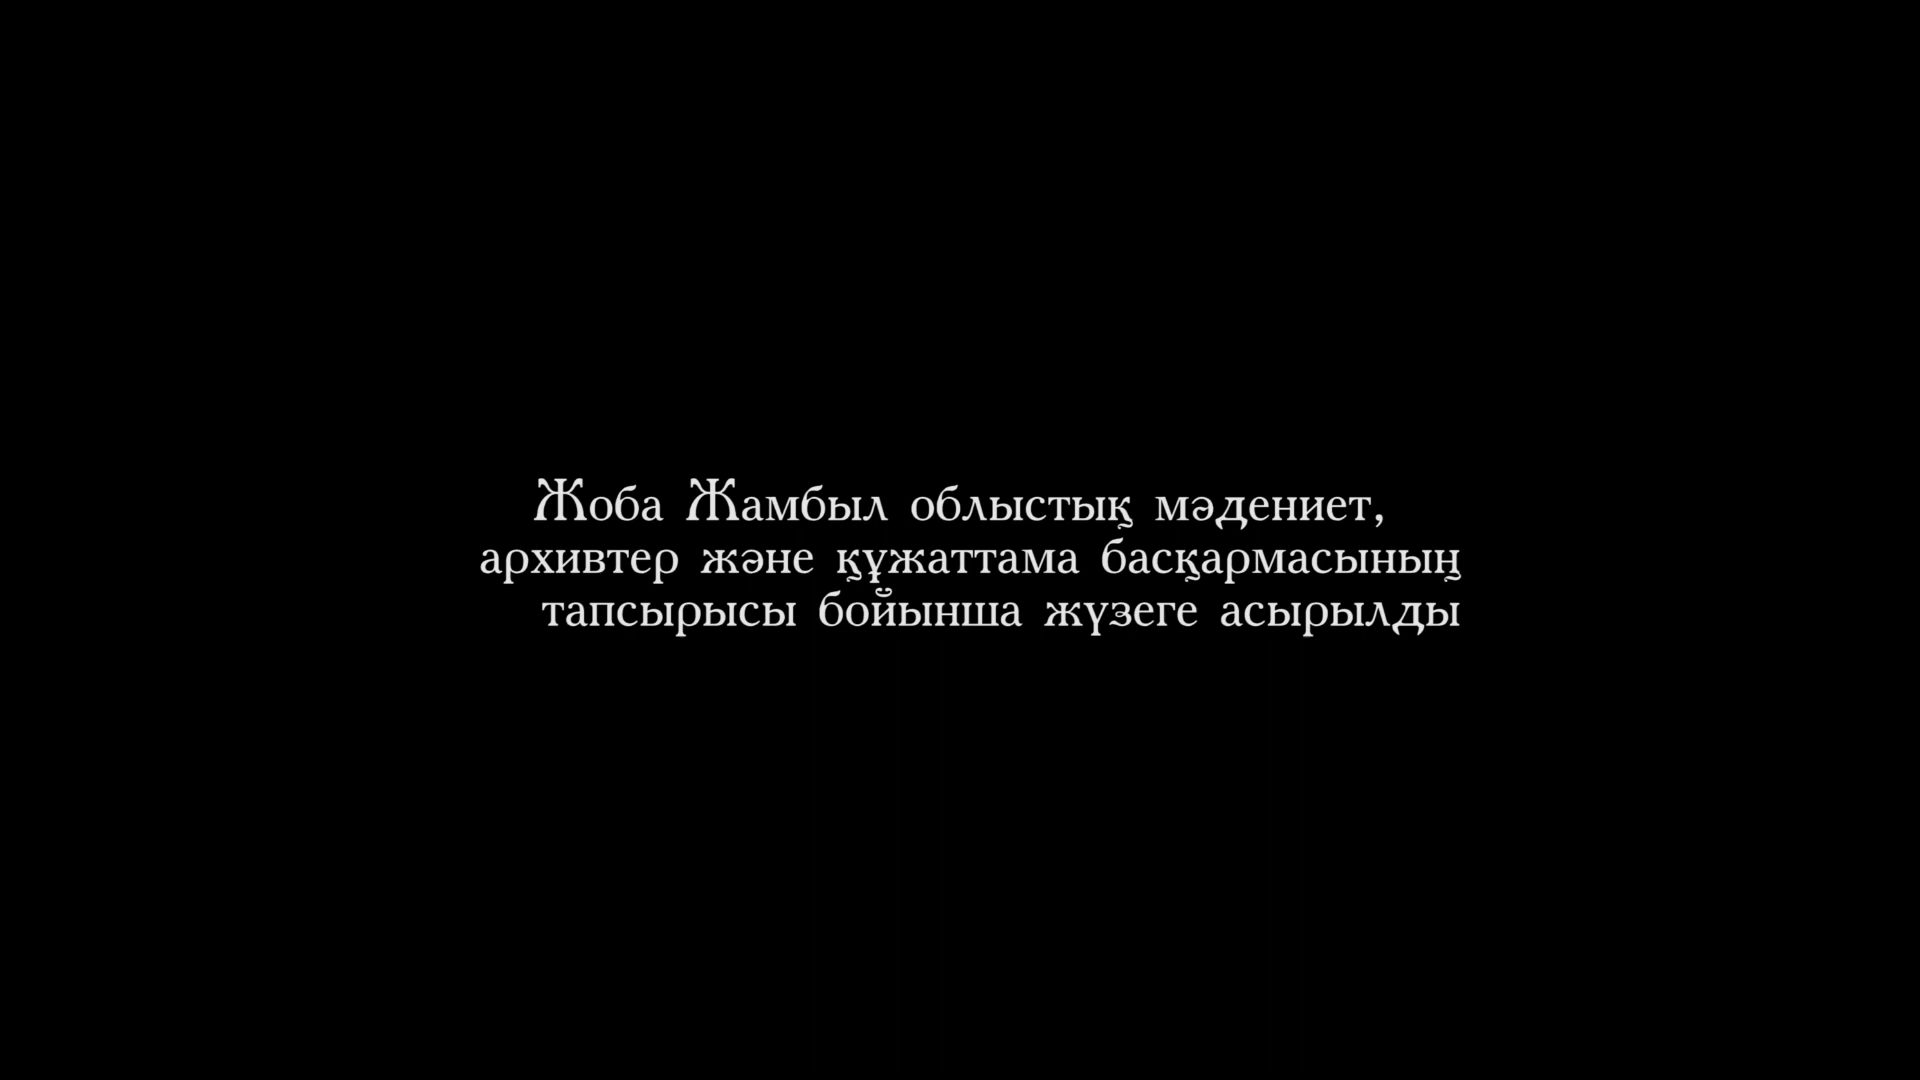 Жоба Жамбыл облыстық мәдениет,
архивтер және құжаттама басқармасының
тапсырысы бойынша жүзеге асырылды